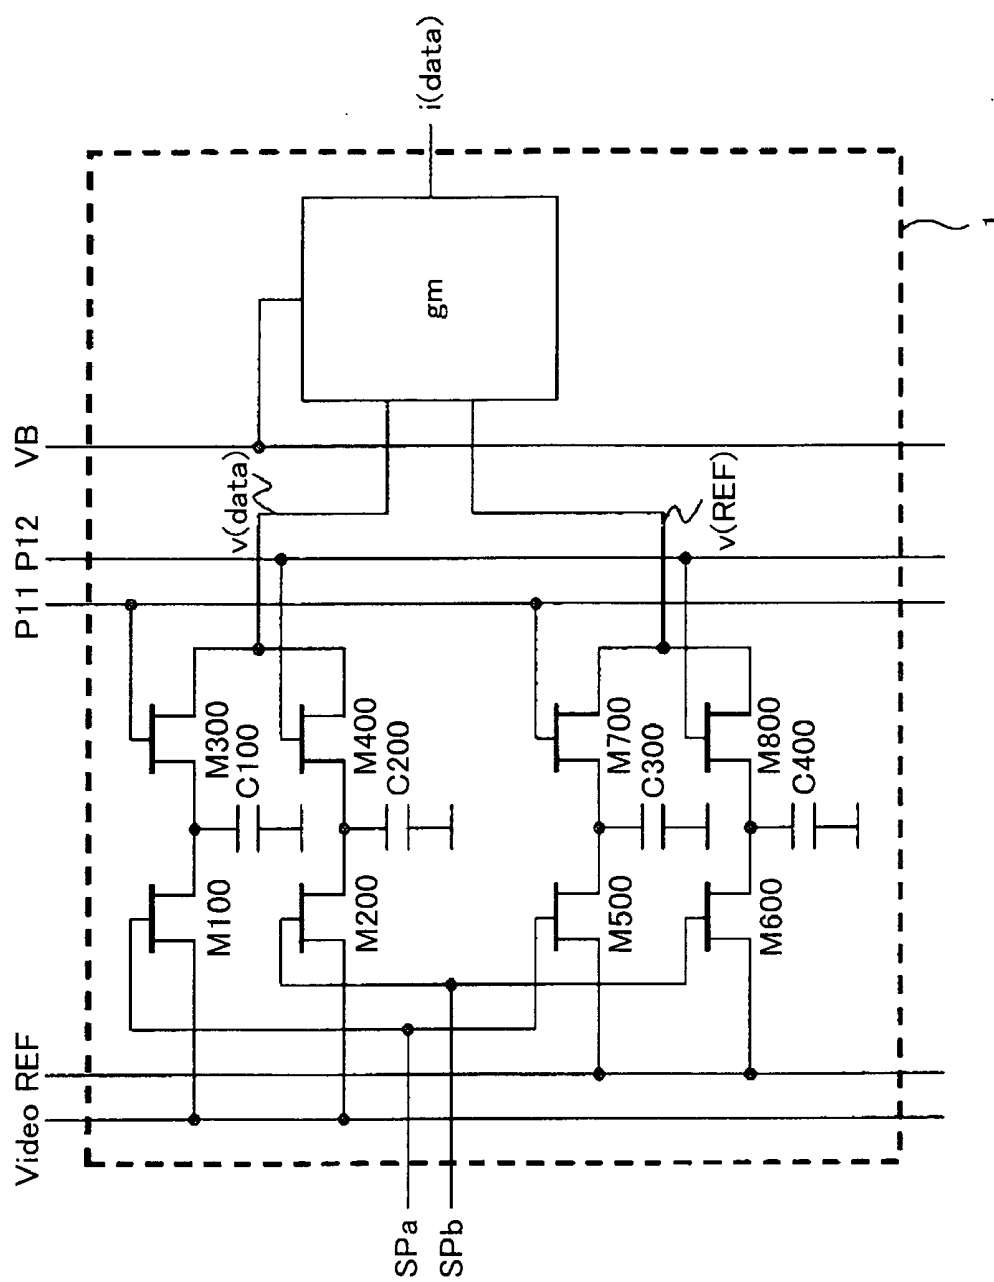 Video
REF
P11
P12
VB
SPa
SPb
M100
M300
C100
M200
M400
C200
M500
M700
C300
M600
M800
C400
v(data)
v(REF)
gm
i(data)
1